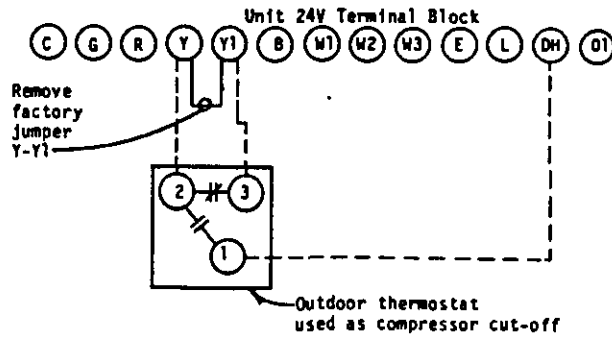 Unit 24V Terminal Block
C G R Y Y1 B W1 W2 W3 E L DH O1
Remove
factory
jumper
Y-Y1
2 3
1
Outdoor thermostat
used as compressor cut-off